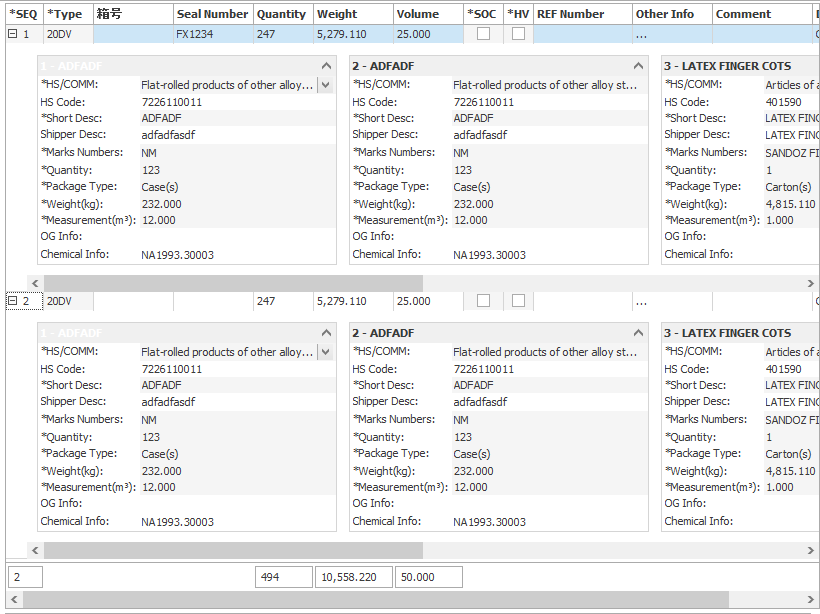 *SEQ *Type 箱号 Seal Number Quantity Weight Volume *SOC *HV REF Number Other Info Comment
1 20DV FX1234 247 5,279.110 25.000 ...
1 - ADFADF 2 - ADFADF 3 - LATEX FINGER COTS
*HS/COMM: Flat-rolled products of other alloy... *HS/COMM: Flat-rolled products of other alloy st... *HS/COMM: Articles of
HS Code: 7226110011 HS Code: 7226110011 HS Code: 401590
*Short Desc: ADFADF *Short Desc: ADFADF *Short Desc: LATEX
Shipper Desc: adfadfasdf Shipper Desc: adfadfasdf Shipper Desc: LATEX
*Marks Numbers: NM *Marks Numbers: NM *Marks Numbers: SANDOZ
*Quantity: 123 *Quantity: 123 *Quantity: 1
*Package Type: Case(s) *Package Type: Case(s) *Package Type: Carton(s)
*Weight(kg): 232.000 *Weight(kg): 232.000 *Weight(kg): 4,815.110
*Measurement(m³): 12.000 *Measurement(m³): 12.000 *Measurement(m³): 1.000
OG Info: OG Info: OG Info:
Chemical Info: NA1993.30003 Chemical Info: NA1993.30003 Chemical Info:
2 20DV 247 5,279.110 25.000 ...
1 - ADFADF 2 - ADFADF 3 - LATEX FINGER COTS
*HS/COMM: Flat-rolled products of other alloy... *HS/COMM: Flat-rolled products of other alloy st... *HS/COMM: Articles of
HS Code: 7226110011 HS Code: 7226110011 HS Code: 401590
*Short Desc: ADFADF *Short Desc: ADFADF *Short Desc: LATEX
Shipper Desc: adfadfasdf Shipper Desc: adfadfasdf Shipper Desc: LATEX
*Marks Numbers: NM *Marks Numbers: NM *Marks Numbers: SANDOZ
*Quantity: 123 *Quantity: 123 *Quantity: 1
*Package Type: Case(s) *Package Type: Case(s) *Package Type: Carton(s)
*Weight(kg): 232.000 *Weight(kg): 232.000 *Weight(kg): 4,815.110
*Measurement(m³): 12.000 *Measurement(m³): 12.000 *Measurement(m³): 1.000
OG Info: OG Info: OG Info:
Chemical Info: NA1993.30003 Chemical Info: NA1993.30003 Chemical Info:
2 494 10,558.220 50.000